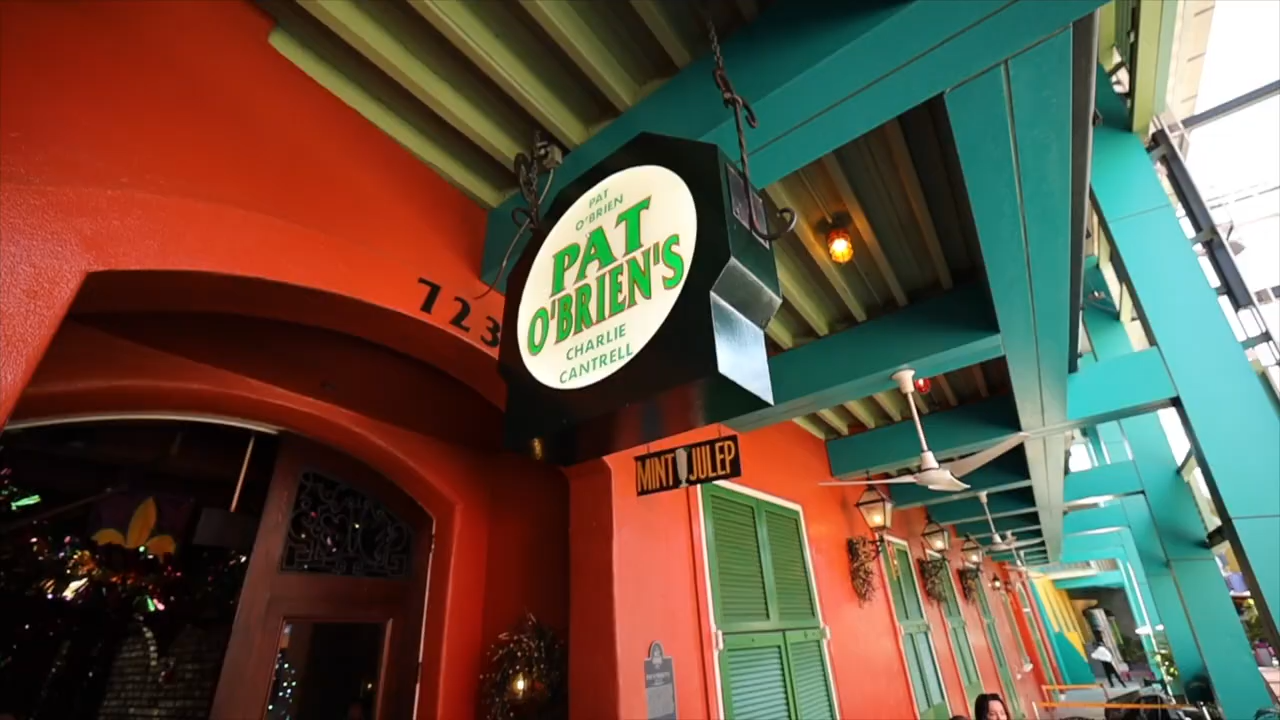 723
PAT
O'BRIEN
PAT
O'BRIEN'S
CHARLIE
CANTRELL
MINT JULEP